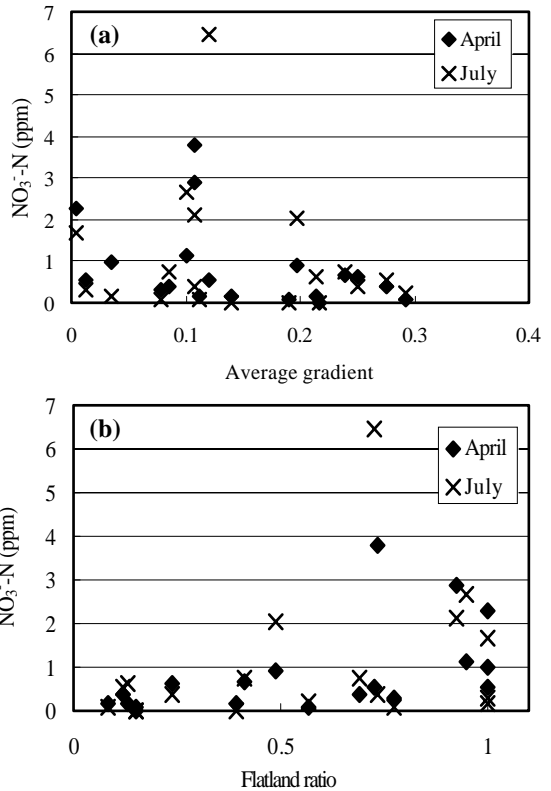 7
(a)
April
July
6
5
4
3
2
1
0
NO₃⁻-N (ppm)
0 0.1 0.2 0.3 0.4
Average gradient
7
(b)
April
July
6
5
4
3
2
1
0
NO₃⁻-N (ppm)
0 0.5 1
Flatland ratio